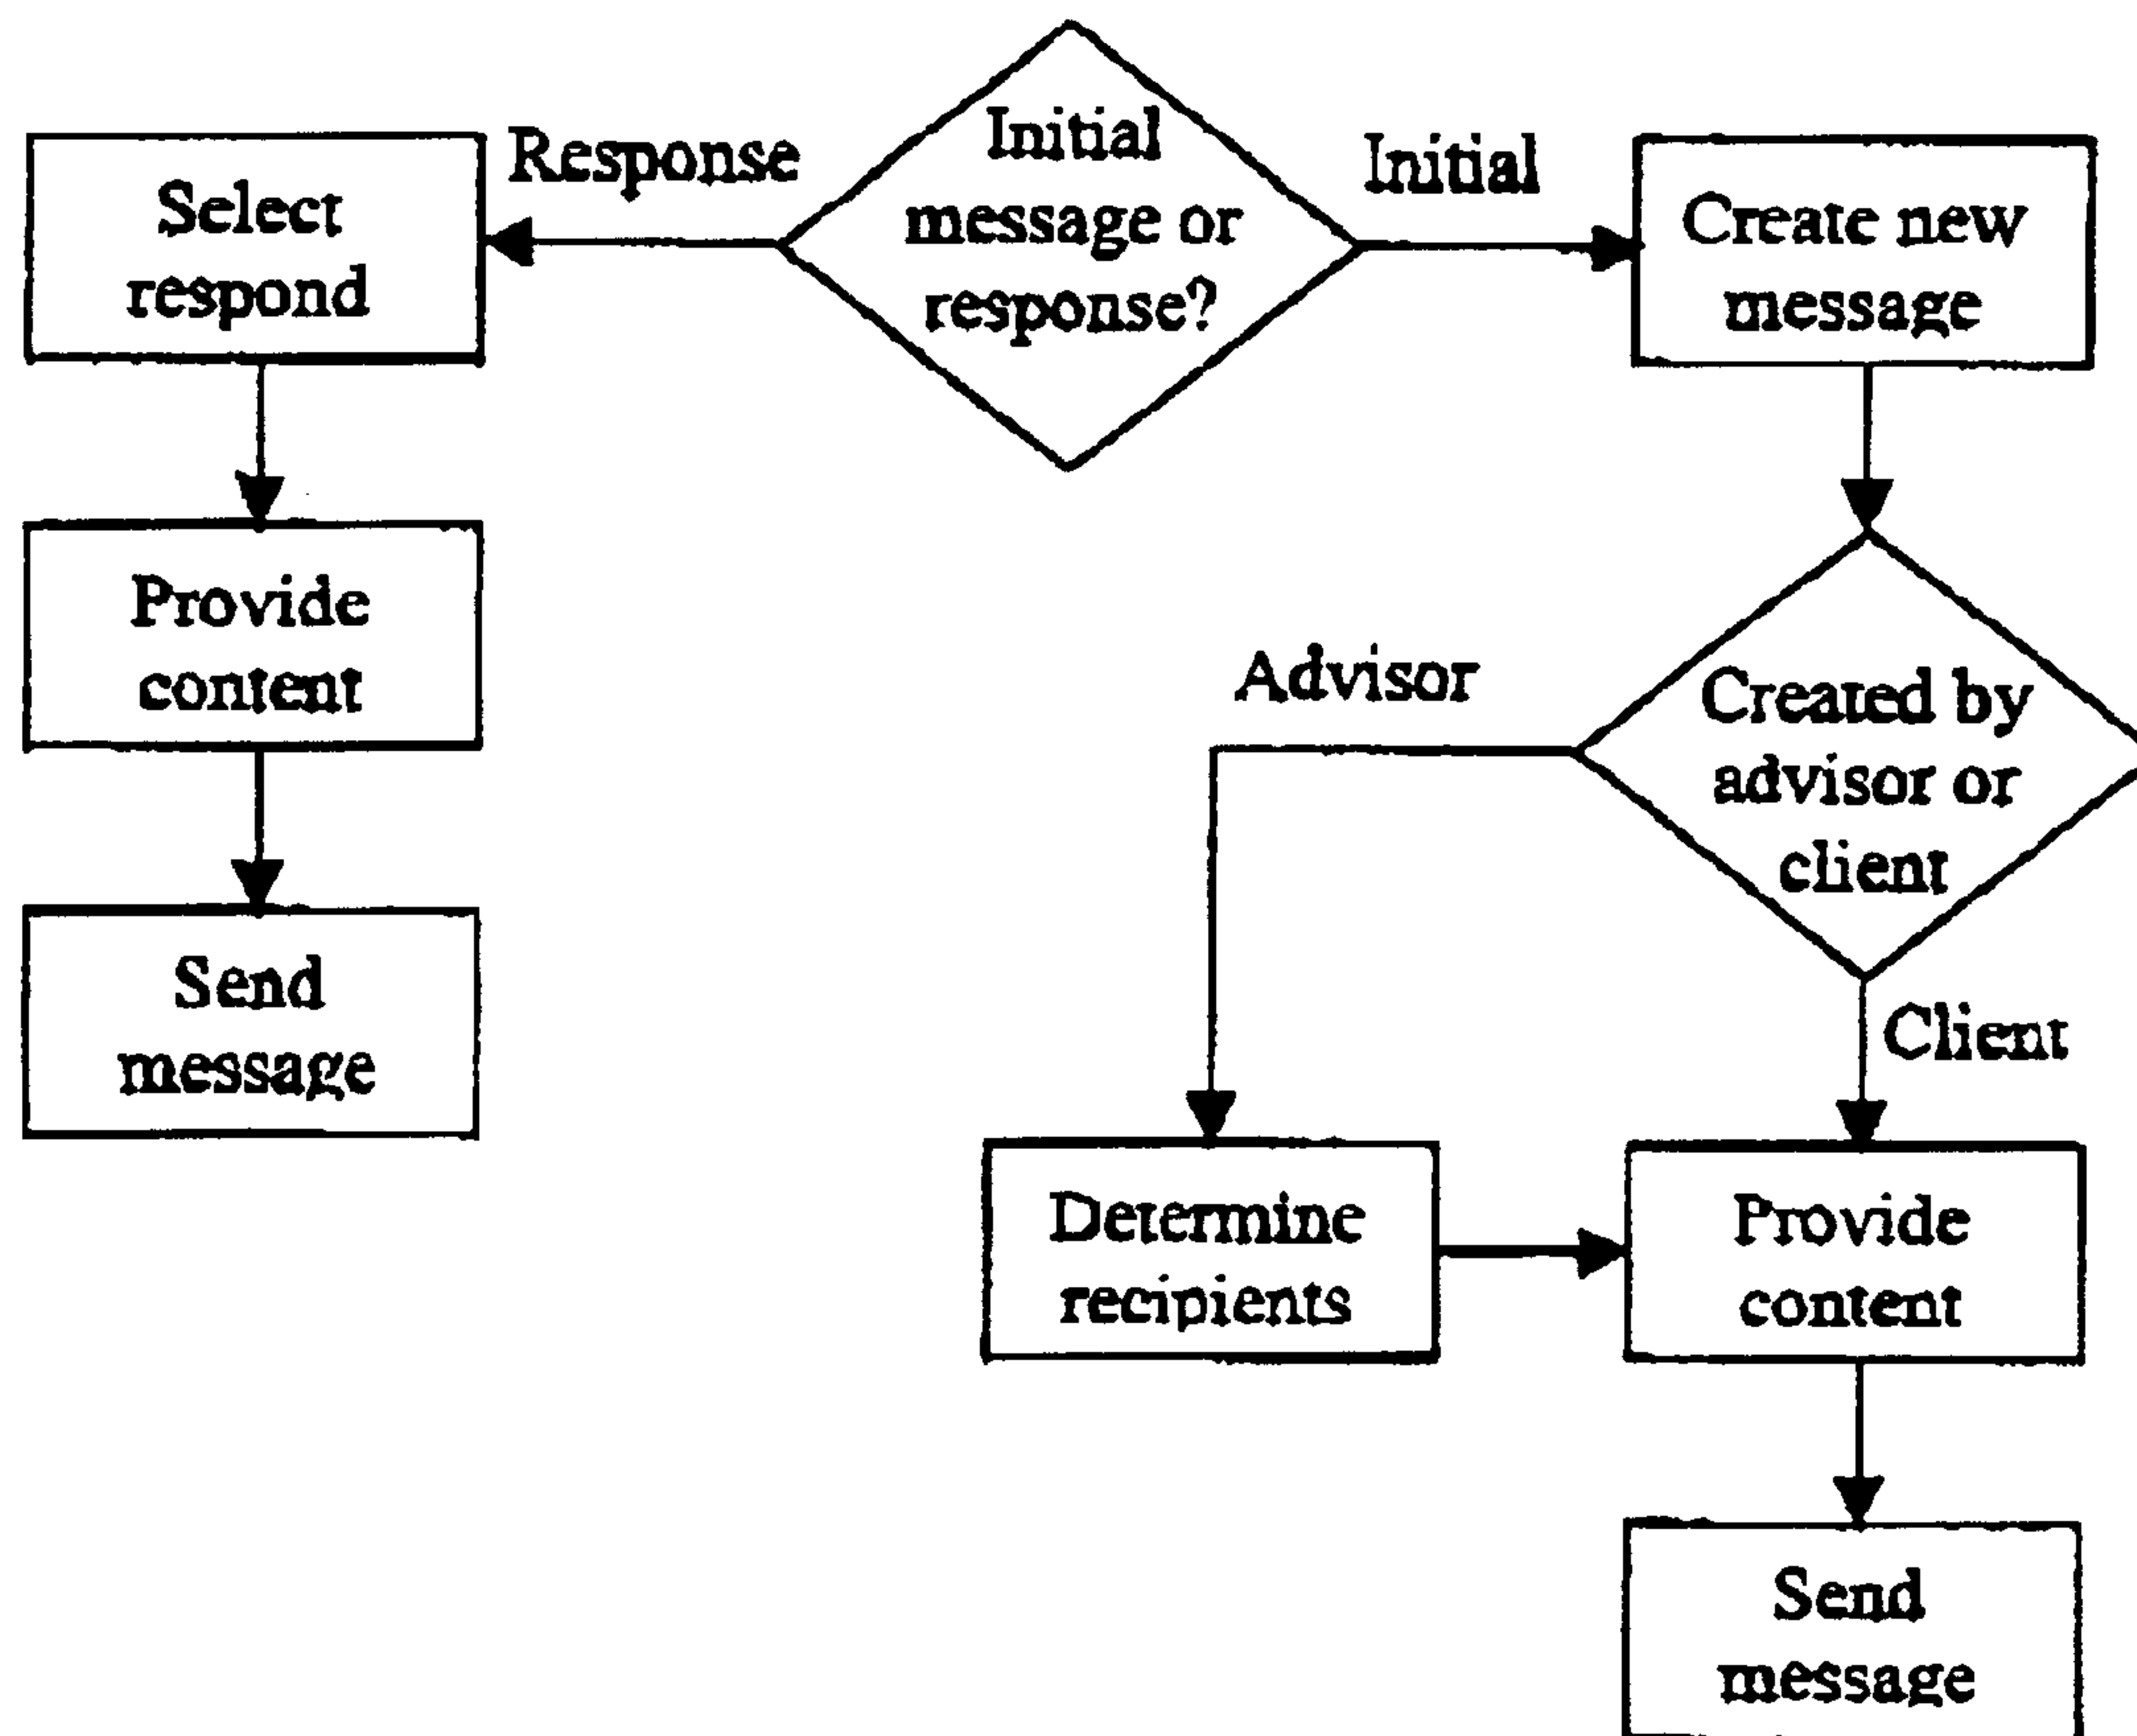 Initial
message or
response?
Response
Initial
Select
respond
Create new
message
Provide
content
Created by
advisor or
client
Advisor
Client
Send
message
Determine
recipients
Provide
content
Send
message